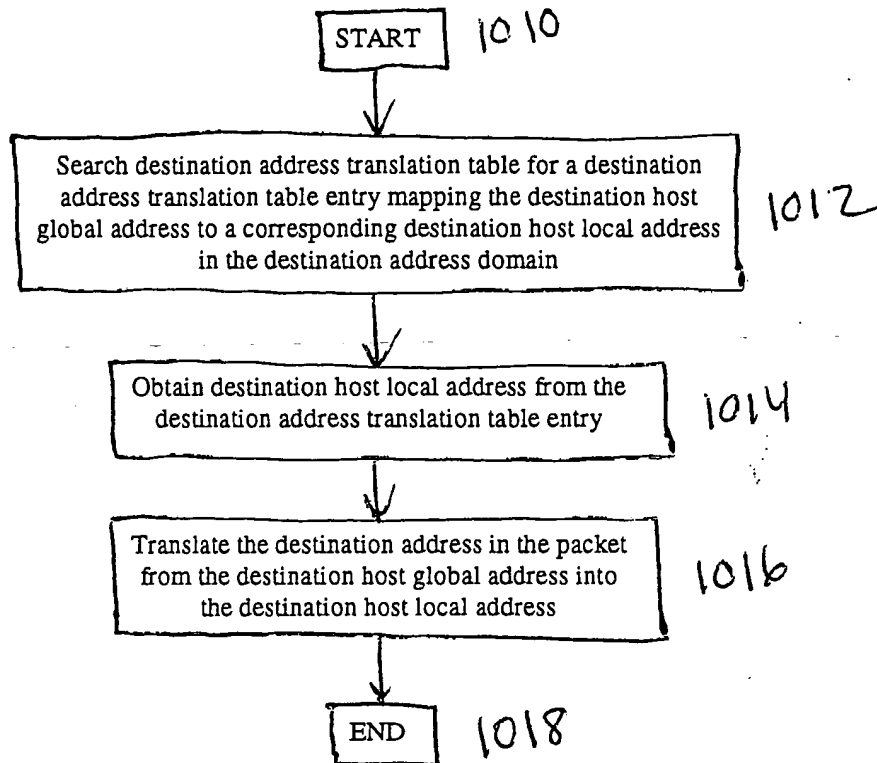 START 1010
Search destination address translation table for a destination
address translation table entry mapping the destination host
global address to a corresponding destination host local address
in the destination address domain
1012
Obtain destination host local address from the
destination address translation table entry
1014
Translate the destination address in the packet
from the destination host global address into
the destination host local address
1016
END 1018